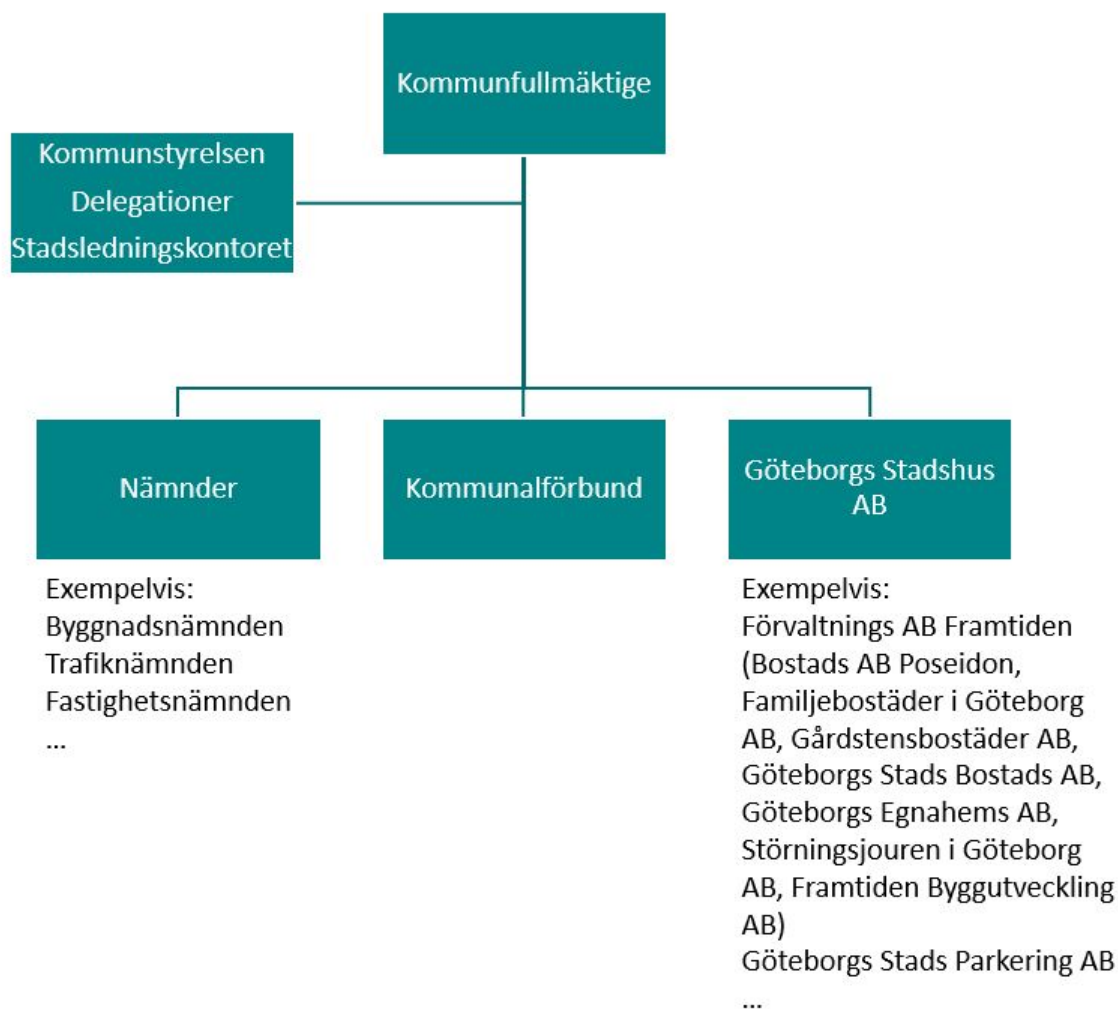 Kommunfullmäktige
Kommunstyrelsen
Delegationer
Stadsledningskontoret
Nämnder
Exempelvis:
Byggnadsnämnden
Trafiknämnden
Fastighetsnämnden
...
Kommunalförbund
Göteborgs Stadshus
AB
Exempelvis:
Förvaltnings AB Framtiden
(Bostads AB Poseidon,
Familjebostäder i Göteborg
AB, Gårdstensbostäder AB,
Göteborgs Stads Bostads AB,
Göteborgs Egnahems AB,
Störningsjouren i Göteborg
AB, Framtiden Byggutveckling
AB)
Göteborgs Stads Parkering AB
...